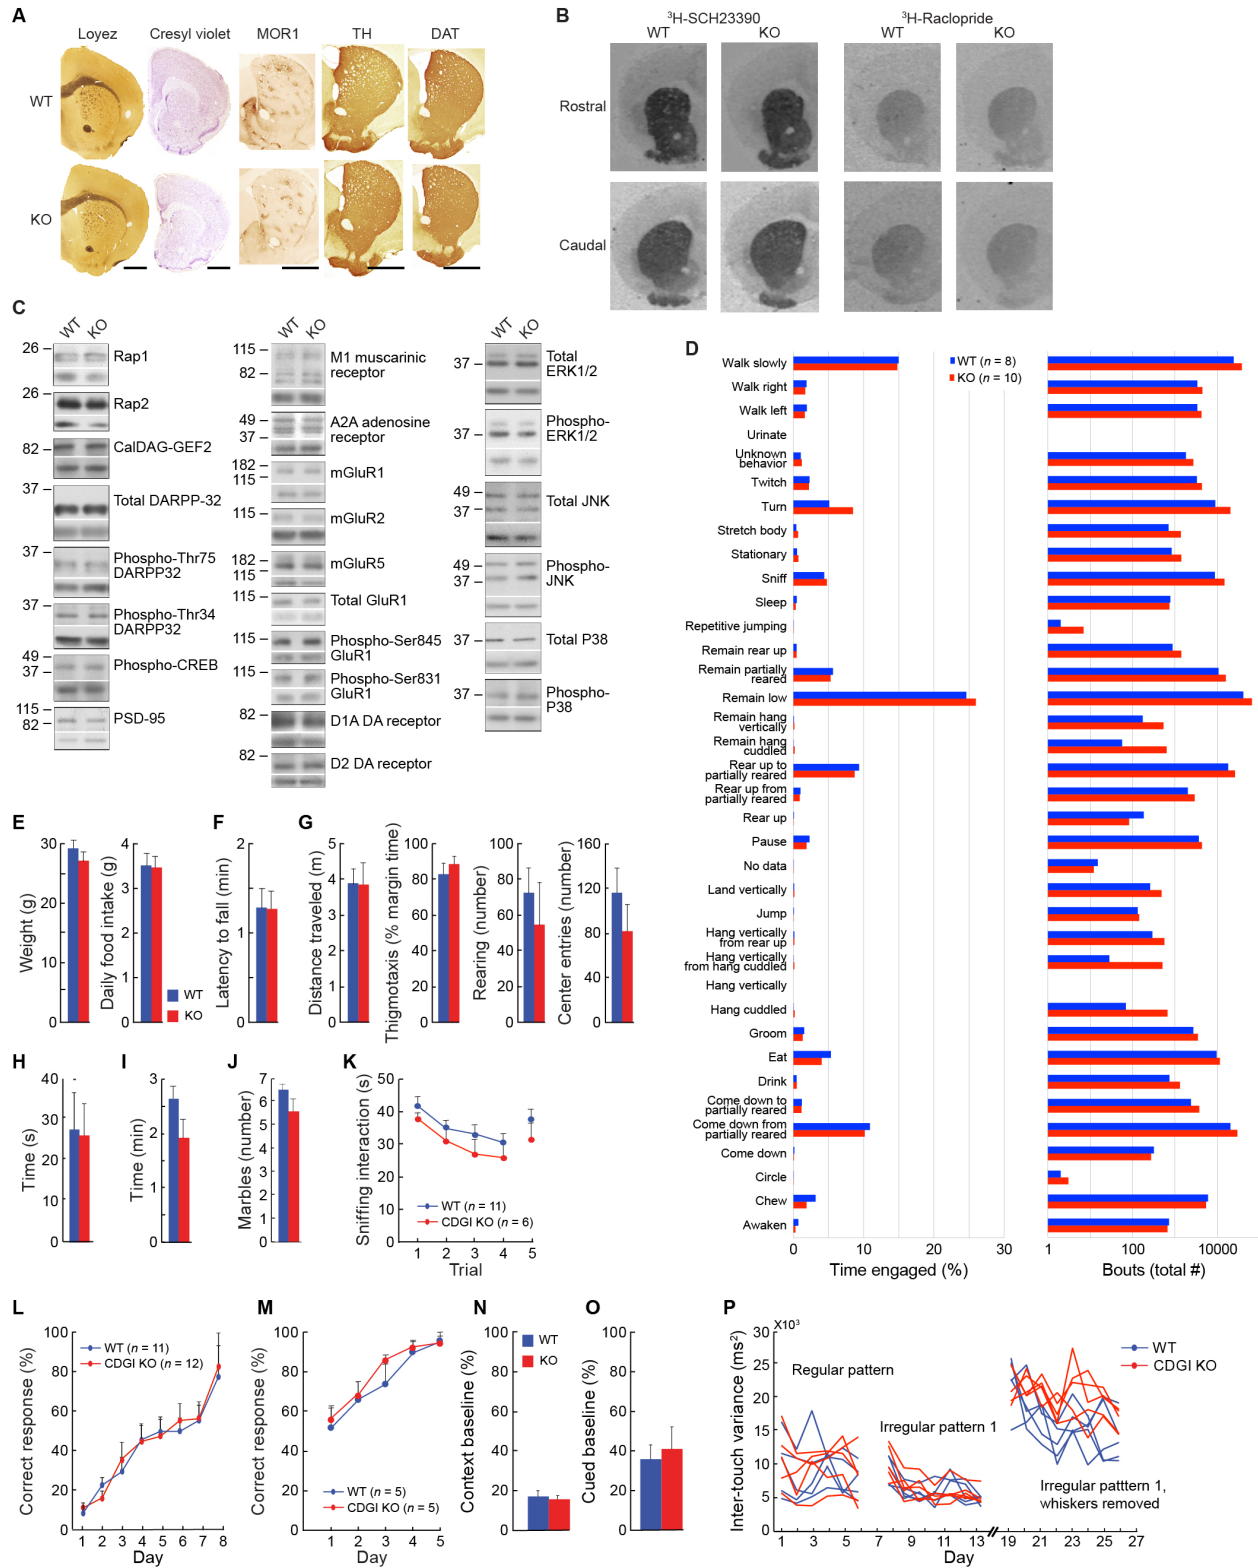 A
Loyez Cresyl violet MOR1 TH DAT
WT
KO
B
³H-SCH23390 ³H-Raclopride
WT KO WT KO
Rostral
Caudal
C
WT KO
26
Rap1
26
Rap2
82
CalDAG-GEF2
37
Total DARPP-32
37
Phospho-Thr75
DARPP32
37
Phospho-Thr34
DARPP32
49
37
Phospho-CREB
115
82
PSD-95
WT KO
115
82
M1 muscarinic
receptor
49
37
A2A adenosine
receptor
182
115
mGluR1
115
mGluR2
182
115
mGluR5
115
Total GluR1
115
Phospho-Ser845
GluR1
Phospho-Ser831
GluR1
82
D1A DA receptor
82
D2 DA receptor
WT KO
37
Total
ERK1/2
37
Phospho-
ERK1/2
49
37
Total JNK
49
37
Phospho-
JNK
37
Total P38
37
Phospho-
P38
D
WT (n = 8)
KO (n = 10)
Walk slowly
Walk right
Walk left
Urinate
Unknown
behavior
Twitch
Turn
Stretch body
Stationary
Sniff
Sleep
Repetitive jumping
Remain rear up
Remain partially
reared
Remain low
Remain hang
vertically
Remain hang
cuddled
Rear up to
partially reared
Rear up from
partially reared
Rear up
Pause
No data
Land vertically
Jump
Hang vertically
from rear up
Hang vertically
from hang cuddled
Hang vertically
Hang cuddled
Groom
Eat
Drink
Come down to
partially reared
Come down from
partially reared
Come down
Circle
Chew
Awaken
0 10 20 30
Time engaged (%)
1 100 10000
Bouts (total #)
E
Weight (g)
30
20
10
0
Daily food intake (g)
4
3
2
1
0
WT
KO
F
Latency to fall (min)
2
1
0
G
Distance traveled (m)
5
4
3
2
1
0
Thigmotaxis (% margin time)
100
80
60
40
20
0
Rearing (number)
100
80
60
40
20
0
Center entries (number)
160
120
80
40
0
H
Time (s)
40
30
20
10
0
I
Time (min)
3
2
1
0
J
Marbles (number)
7
6
5
4
3
2
1
0
K
Sniffing interaction (s)
50
40
30
20
10
0
WT (n = 11)
CDGI KO (n = 6)
1 2 3 4 5
Trial
L
Correct response (%)
100
80
60
40
20
0
WT (n = 11)
CDGI KO (n = 12)
1 2 3 4 5 6 7 8
Day
M
Correct response (%)
100
80
60
40
20
0
WT (n = 5)
CDGI KO (n = 5)
1 2 3 4 5
Day
N
Context baseline (%)
100
80
60
40
20
0
WT
KO
O
Cued baseline (%)
100
80
60
40
20
0
P
X10³
Inter-touch variance (ms²)
30
25
20
15
10
5
0
Regular pattern
Irregular pattern 1
Irregular patttern 1,
whiskers removed
WT
CDGI KO
1 3 5 7 9 11 13 19 21 23 25 27
Day